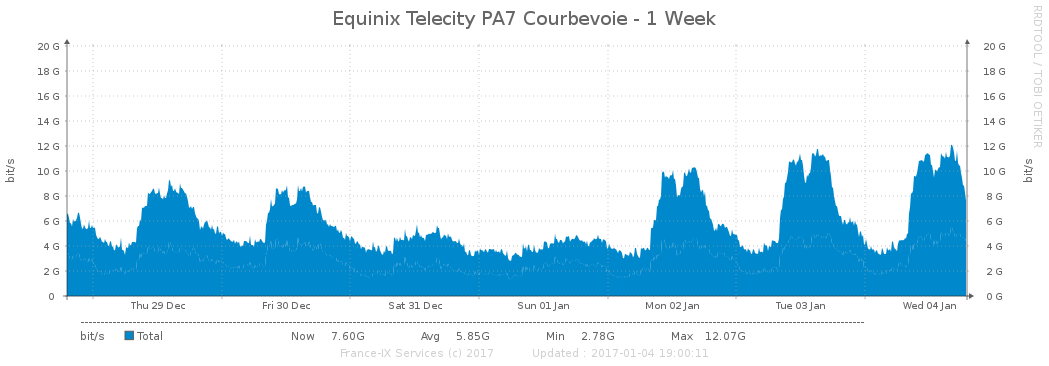 Equinix Telecity PA7 Courbevoie - 1 Week
RRDTOOL / TOBI OETIKER
bit/s
20 G 20 G
18 G 18 G
16 G 16 G
14 G 14 G
12 G 12 G
10 G 10 G
8 G 8 G
6 G 6 G
4 G 4 G
2 G 2 G
0 0 G
bit/s
Thu 29 Dec Fri 30 Dec Sat 31 Dec Sun 01 Jan Mon 02 Jan Tue 03 Jan Wed 04 Jan
bit/s Total Now 7.60G Avg 5.85G Min 2.78G Max 12.07G
France-IX Services (c) 2017 Updated : 2017-01-04 19:00:11